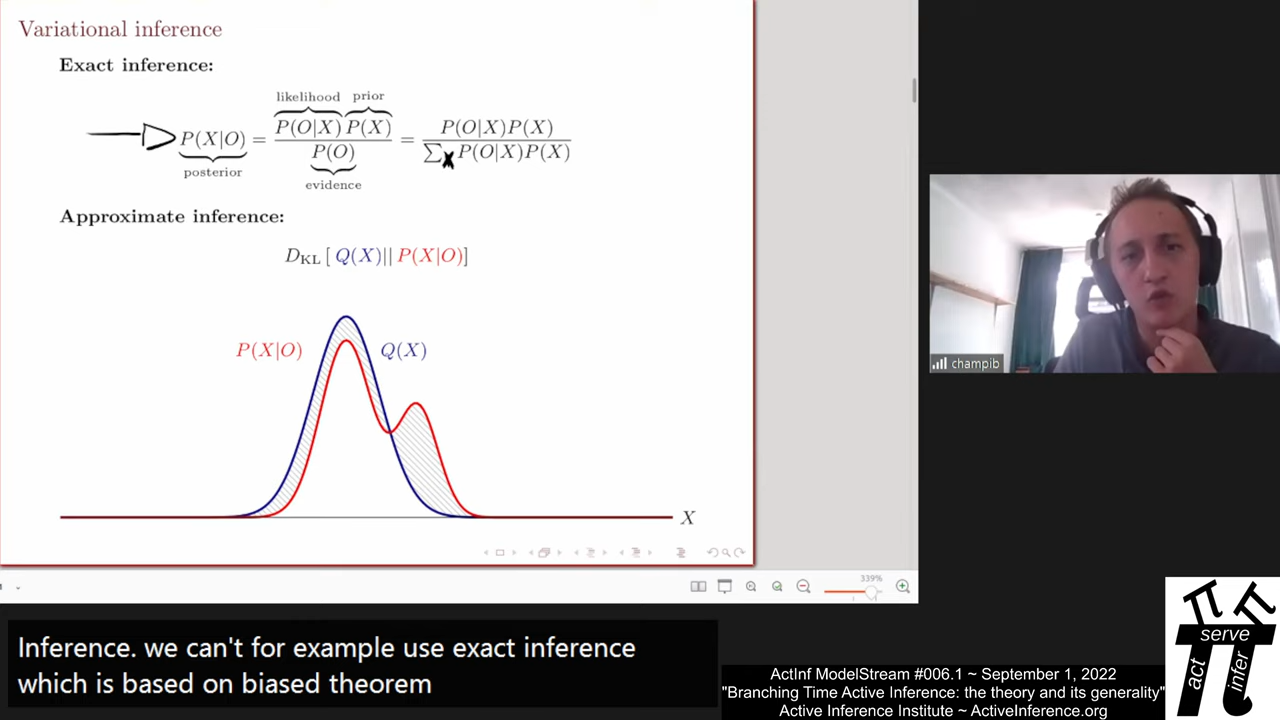 Variational inference
Exact inference:
likelihood prior
P(X|O) = P(O|X)P(X) / P(O) = P(O|X)P(X) / ∑X P(O|X)P(X)
posterior
evidence
Approximate inference:
DKL [ Q(X)|| P(X|O)]
P(X|O)
Q(X)
X
339%
champib
Inference. we can't for example use exact inference
which is based on biased theorem
ActInf ModelStream #006.1 ~ September 1, 2022
"Branching Time Active Inference: the theory and its generality"
Active Inference Institute ~ ActiveInference.org
π π
serve
π
act
infer